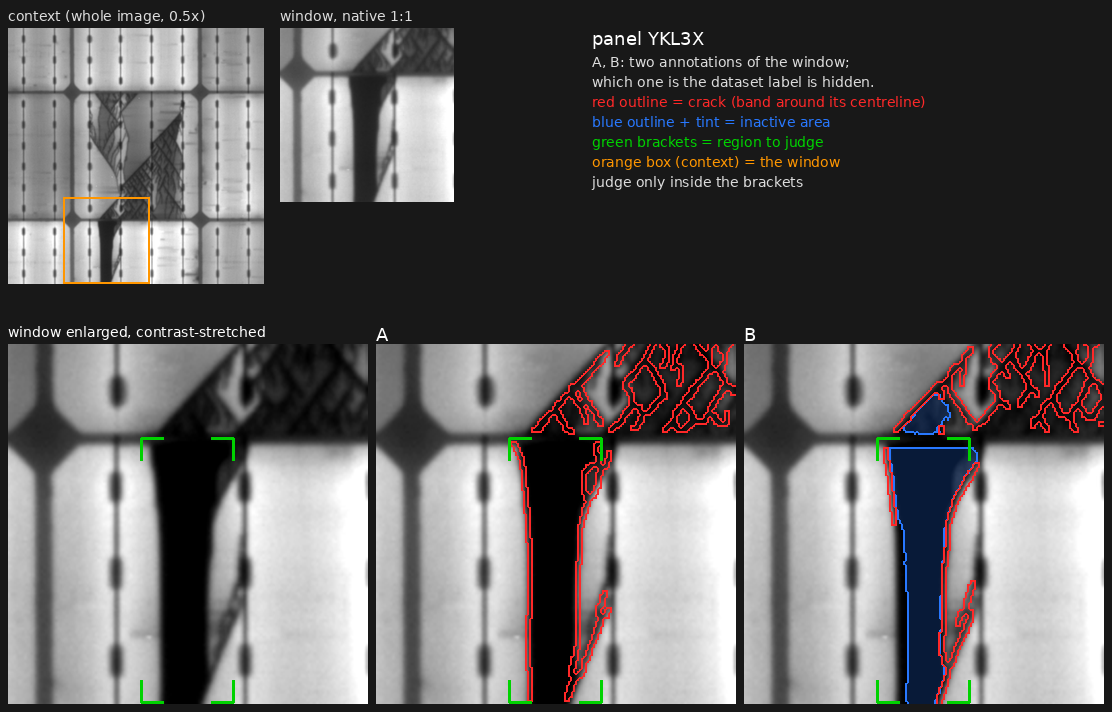 context (whole image, 0.5x)
window, native 1:1
panel YKL3X
A, B: two annotations of the window;
which one is the dataset label is hidden.
red outline = crack (band around its centreline)
blue outline + tint = inactive area
green brackets = region to judge
orange box (context) = the window
judge only inside the brackets
window enlarged, contrast-stretched
A
B